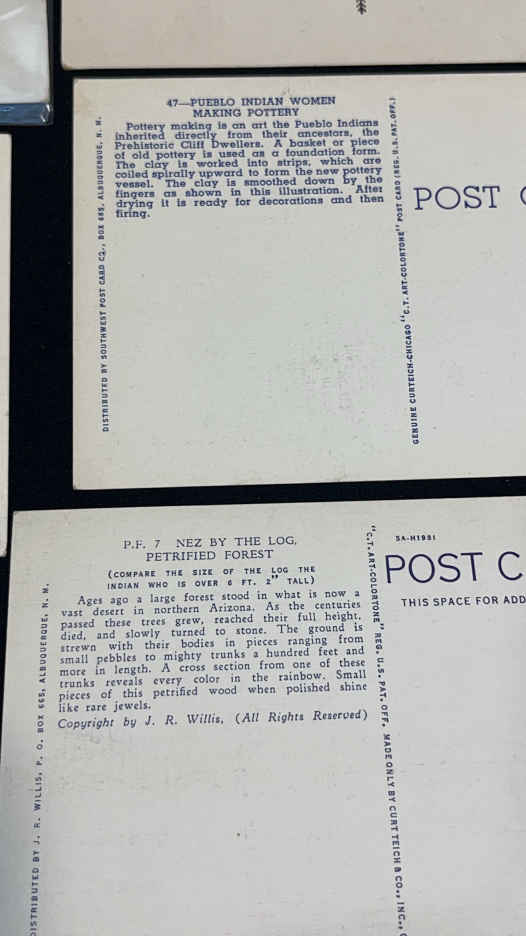 47—PUEBLO INDIAN WOMEN
MAKING POTTERY
Pottery making is an art the Pueblo Indians
inherited directly from their ancestors, the
Prehistoric Cliff Dwellers. A basket or piece
of old pottery is used as a foundation form.
The clay is worked into strips, which are
coiled spirally upward to form the new pottery
vessel. The clay is smoothed down by the
fingers as shown in this illustration. After
drying it is ready for decorations and then
firing.
DISTRIBUTED BY SOUTHWEST POST CARD CO., BOX 685, ALBUQUERQUE, N. M.
GENUINE CURTEICH-CHICAGO "C.T. ART-COLORTONE" POST CARD (REG. U.S. PAT. OFF.)
POST C
P.F. 7 NEZ BY THE LOG,
PETRIFIED FOREST
(COMPARE THE SIZE OF THE LOG THE
INDIAN WHO IS OVER 6 FT. 2" TALL)
Ages ago a large forest stood in what is now a
vast desert in northern Arizona. As the centuries
passed these trees grew, reached their full height,
died, and slowly turned to stone. The ground is
strewn with their bodies in pieces ranging from
small pebbles to mighty trunks a hundred feet and
more in length. A cross section from one of these
trunks reveals every color in the rainbow. Small
pieces of this petrified wood when polished shine
like rare jewels.
Copyright by J. R. Willis, (All Rights Reserved)
ISTRIBUTED BY J. R. WILLIS, P. O. BOX 665, ALBUQUERQUE, N. M.
"C.T. ART-COLORTONE" REG. U.S. PAT. OFF. MADE ONLY BY CURT TEICH & CO., INC., C
5A-H1981
POST C
THIS SPACE FOR ADD